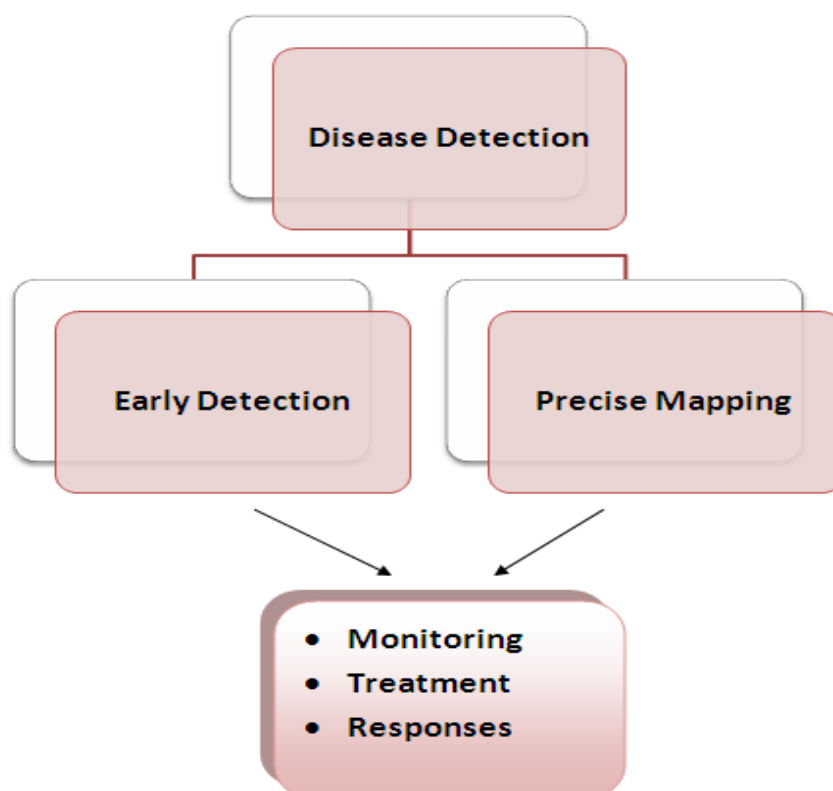 Disease Detection
Early Detection
Precise Mapping
• Monitoring
• Treatment
• Responses